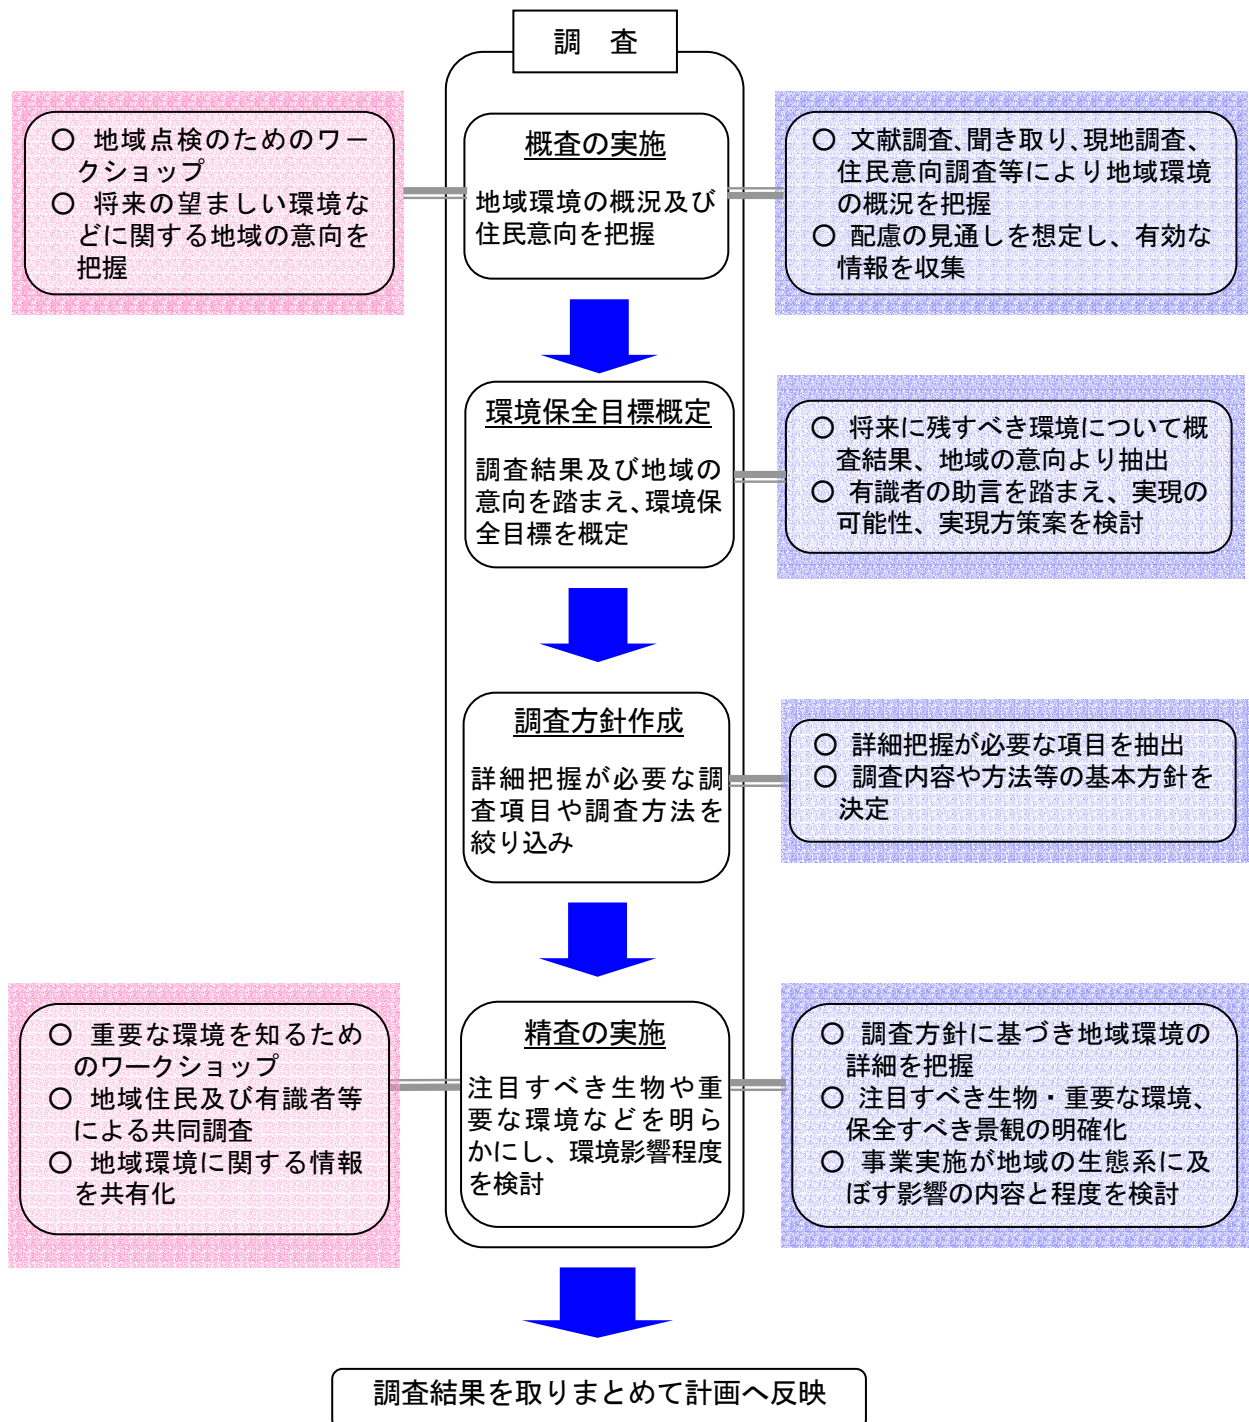 調　査
〇 地域点検のためのワー
クショップ
〇 将来の望ましい環境な
どに関する地域の意向を
把握
概査の実施
地域環境の概況及び
住民意向を把握
〇 文献調査、聞き取り、現地調査、
住民意向調査等により地域環境
の概況を把握
〇 配慮の見通しを想定し、有効な
情報を収集
環境保全目標概定
調査結果及び地域の
意向を踏まえ、環境保
全目標を概定
〇 将来に残すべき環境について概
査結果、地域の意向より抽出
〇 有識者の助言を踏まえ、実現の
可能性、実現方策案を検討
調査方針作成
詳細把握が必要な調
査項目や調査方法を
絞り込み
〇 詳細把握が必要な項目を抽出
〇 調査内容や方法等の基本方針を
決定
〇 重要な環境を知るため
のワークショップ
〇 地域住民及び有識者等
による共同調査
〇 地域環境に関する情報
を共有化
精査の実施
注目すべき生物や重
要な環境などを明ら
かにし、環境影響程度
を検討
〇 調査方針に基づき地域環境の
詳細を把握
〇 注目すべき生物・重要な環境、
保全すべき景観の明確化
〇 事業実施が地域の生態系に及
ぼす影響の内容と程度を検討
調査結果を取りまとめて計画へ反映